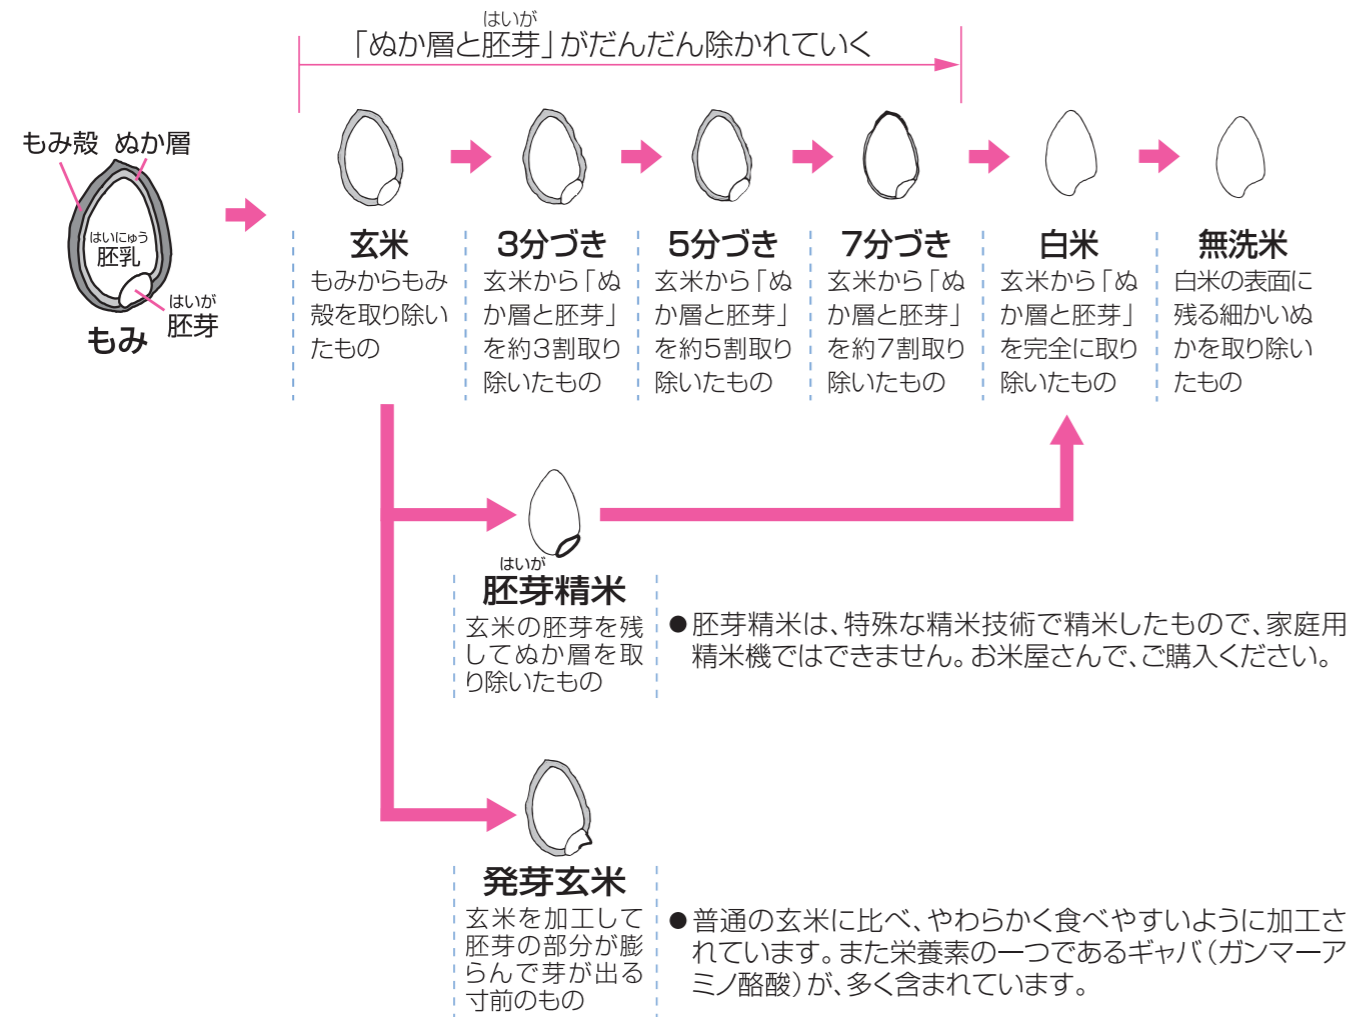 はいが
「ぬか層と胚芽」がだんだん除かれていく
もみ殻 ぬか層
はいにゅう
胚乳
はいが
胚芽
もみ
玄米
もみからもみ
殻を取り除い
たもの
3分づき
玄米から「ぬ
か層と胚芽」
を約3割取り
除いたもの
5分づき
玄米から「ぬ
か層と胚芽」
を約5割取り
除いたもの
7分づき
玄米から「ぬ
か層と胚芽」
を約7割取り
除いたもの
白米
玄米から「ぬ
か層と胚芽」
を完全に取り
除いたもの
無洗米
白米の表面に
残る細かいぬ
かを取り除い
たもの
はいが
胚芽精米
玄米の胚芽を残
してぬか層を取
り除いたもの
●胚芽精米は、特殊な精米技術で精米したもので、家庭用
精米機ではできません。お米屋さんで、ご購入ください。
発芽玄米
玄米を加工して
胚芽の部分が膨
らんで芽が出る
寸前のもの
●普通の玄米に比べ、やわらかく食べやすいように加工さ
れています。また栄養素の一つであるギャバ(ガンマーア
ミノ酪酸)が、多く含まれています。